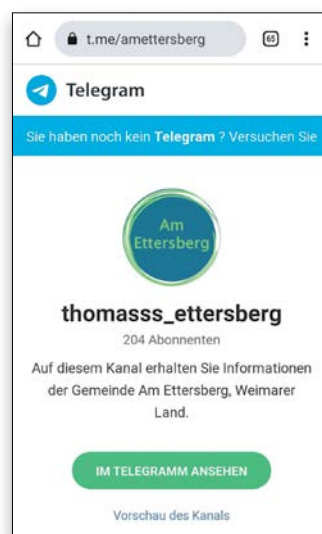 t.me/amettersberg
65
Telegram
Sie haben noch kein Telegram ? Versuchen Sie
Am
Ettersberg
thomasss_ettersberg
204 Abonnenten
Auf diesem Kanal erhalten Sie Informationen
der Gemeinde Am Ettersberg, Weimarer
Land.
IM TELEGRAMM ANSEHEN
Vorschau des Kanals